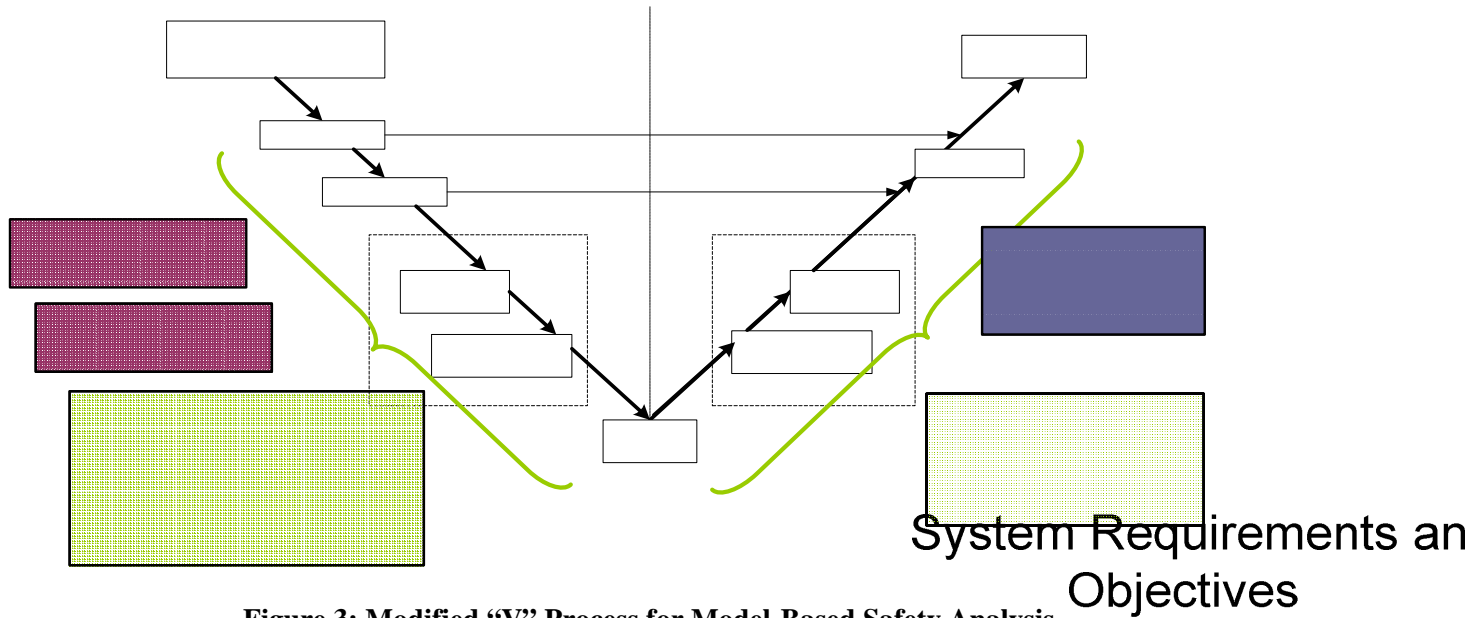 System Requirements an
Objectives
Figure 3: Modified “V” Process for Model-Based Safety Analysis